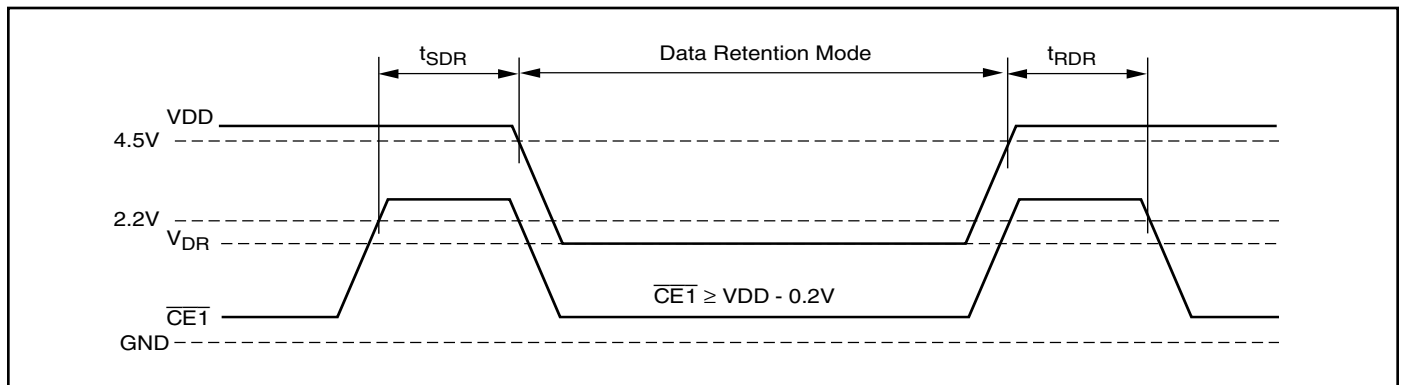 tSDR Data Retention Mode tRDR
VDD
4.5V
2.2V
VDR
CE1 ≥ VDD - 0.2V
CE1
GND